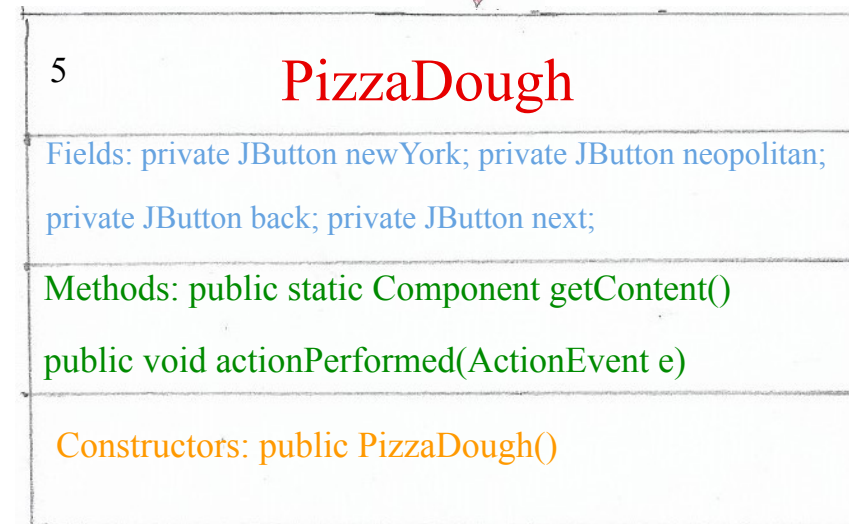 5
PizzaDough
Fields: private JButton newYork; private JButton neopolitan;
private JButton back; private JButton next;
Methods: public static Component getContent()
public void actionPerformed(ActionEvent e)
Constructors: public PizzaDough()